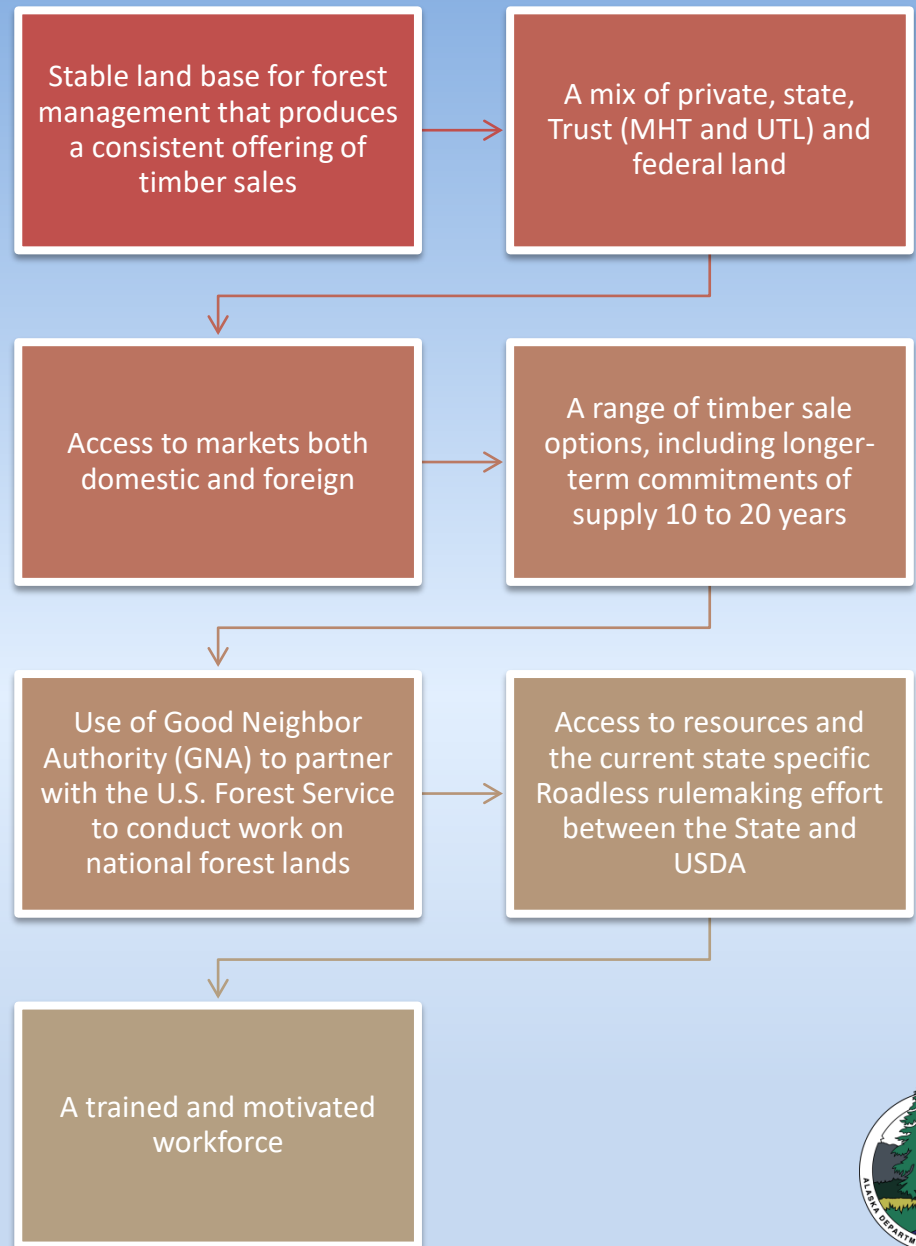 Stable land base for forest
management that produces
a consistent offering of
timber sales
A mix of private, state,
Trust (MHT and UTL) and
federal land
Access to markets both
domestic and foreign
A range of timber sale
options, including longer-
term commitments of
supply 10 to 20 years
Use of Good Neighbor
Authority (GNA) to partner
with the U.S. Forest Service
to conduct work on
national forest lands
Access to resources and
the current state specific
Roadless rulemaking effort
between the State and
USDA
A trained and motivated
workforce
ALASKA